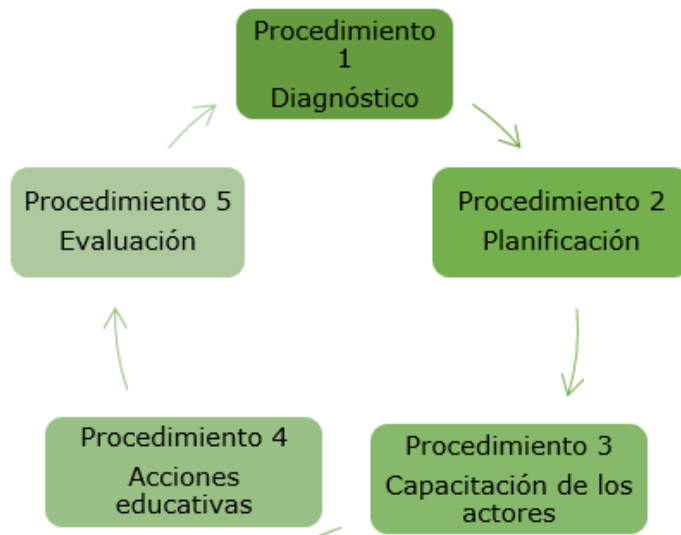 Procedimiento
1
Diagnóstico
Procedimiento 2
Planificación
Procedimiento 3
Capacitación de los
actores
Procedimiento 4
Acciones
educativas
Procedimiento 5
Evaluación